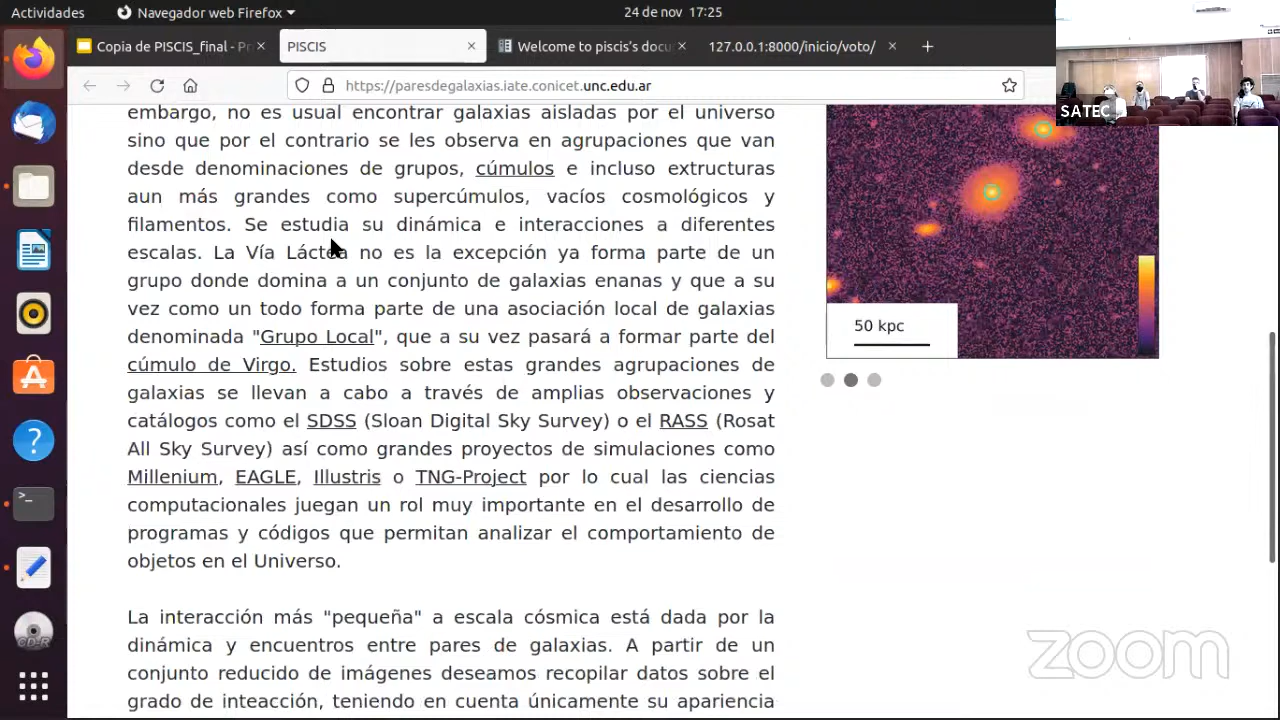 Actividades
Navegador web Firefox
24 de nov 17:25
Copia de PISCIS_final - Pr
PISCIS
127.0.0.1:8000/inicio/voto/
https://paresdegalaxias.iate.conicet.unc.edu.ar
SATEC
embargo, no es usual encontrar galaxias aisladas por el universo
sino que por el contrario se les observa en agrupaciones que van
desde denominaciones de grupos, cúmulos e incluso extructuras
aun más grandes como supercúmulos, vacíos cosmológicos y
filamentos. Se estudia su dinámica e interacciones a diferentes
escalas. La Vía Láctea no es la excepción ya forma parte de un
grupo donde domina a un conjunto de galaxias enanas y que a su
vez como un todo forma parte de una asociación local de galaxias
denominada "Grupo Local", que a su vez pasará a formar parte del
cúmulo de Virgo. Estudios sobre estas grandes agrupaciones de
galaxias se llevan a cabo a través de amplias observaciones y
catálogos como el SDSS (Sloan Digital Sky Survey) o el RASS (Rosat
All Sky Survey) así como grandes proyectos de simulaciones como
Millenium, EAGLE, Illustris o TNG-Project por lo cual las ciencias
computacionales juegan un rol muy importante en el desarrollo de
programas y códigos que permitan analizar el comportamiento de
objetos en el Universo.
La interacción más "pequeña" a escala cósmica está dada por la
dinámica y encuentros entre pares de galaxias. A partir de un
conjunto reducido de imágenes deseamos recopilar datos sobre el
grado de inteacción, teniendo en cuenta únicamente su apariencia
50 kpc
CD-R
zoom